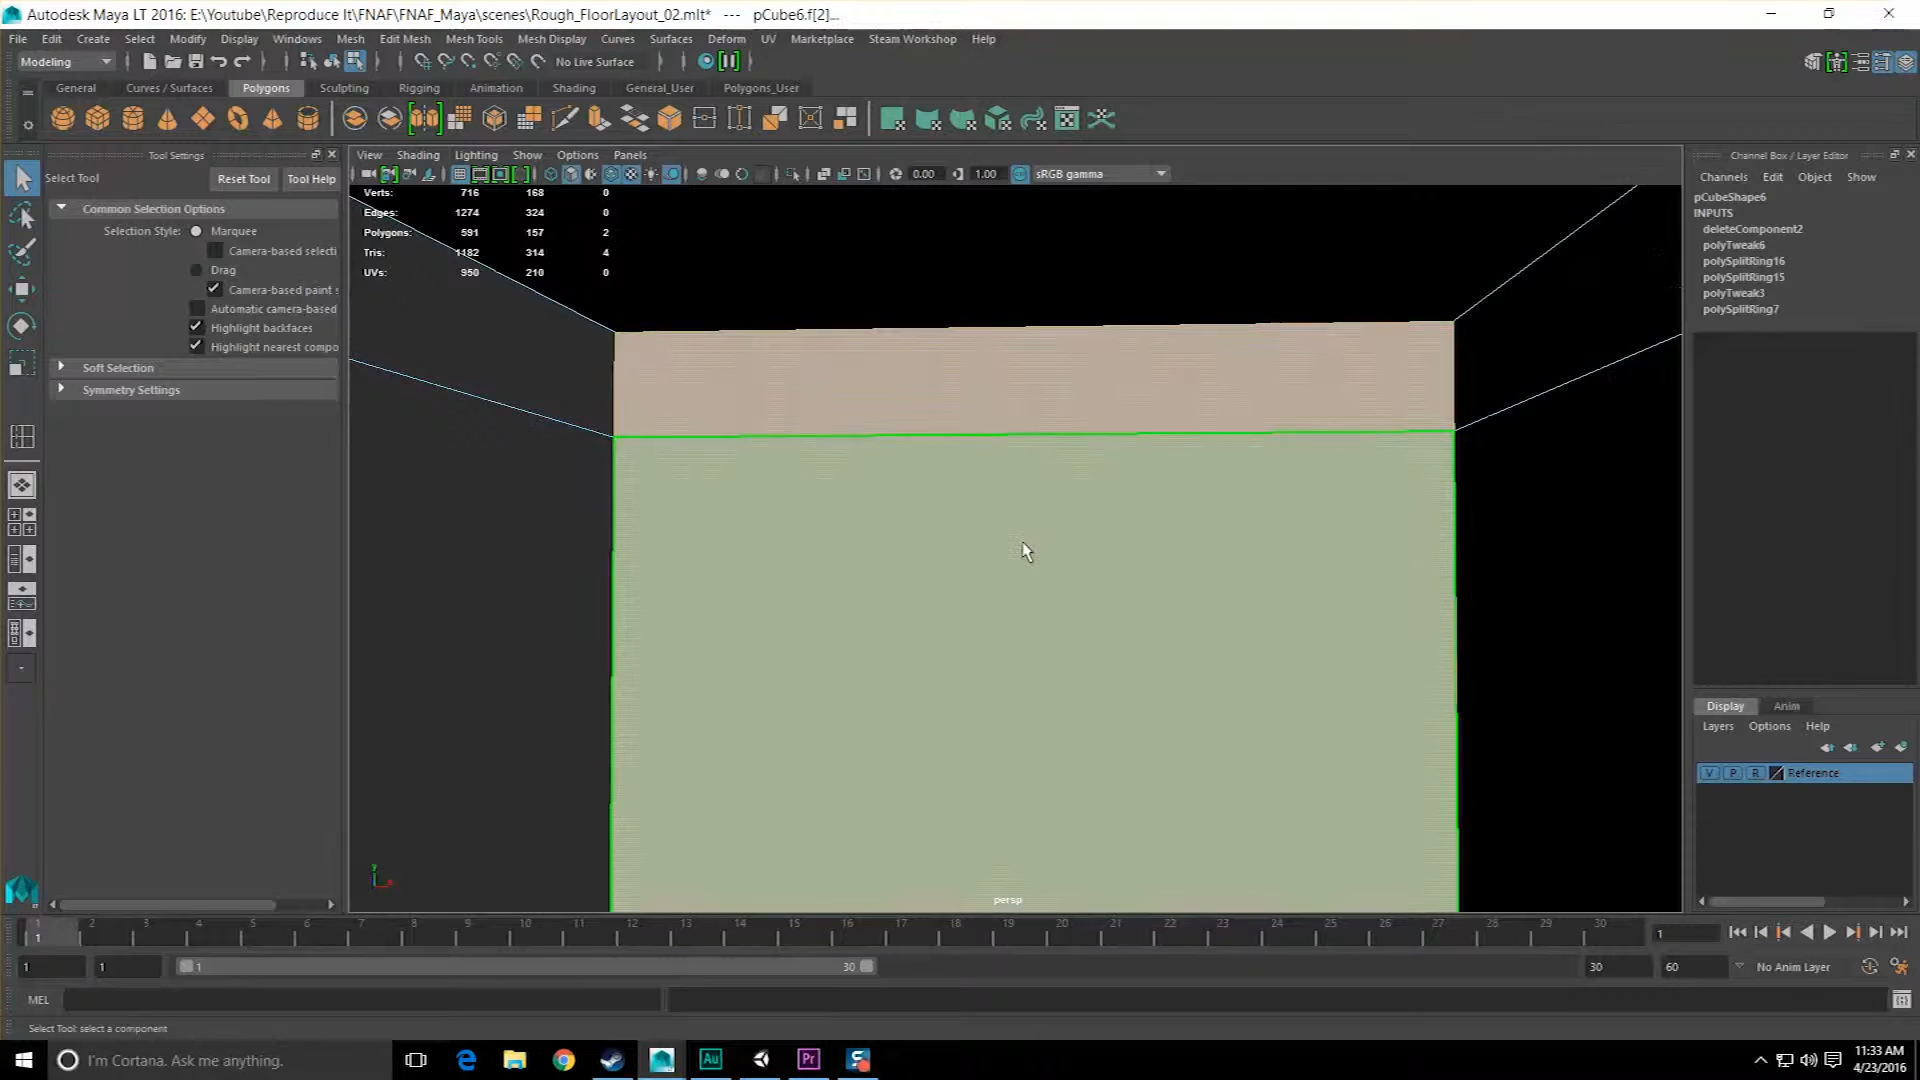 Autodesk Maya LT 2016: E:\Youtube\Reproduce It\FNAF\FNAF_Maya\scenes\Rough_FloorLayout_02.mlt*   ---   pCube6.f[2]...
File Edit Create Select Modify Display Windows Mesh Edit Mesh Mesh Tools Mesh Display Curves Surfaces Deform UV Marketplace Steam Workshop Help
Modeling No Live Surface
General Curves / Surfaces Polygons Sculpting Rigging Animation Shading General_User Polygons_User
Tool Settings
Select Tool Reset Tool Tool Help
Common Selection Options
Selection Style: Marquee
Camera-based selecti
Drag
Camera-based paint s
Automatic camera-based
Highlight backfaces
Highlight nearest compo
Soft Selection
Symmetry Settings
View Shading Lighting Show Options Panels
0.00 1.00 sRGB gamma
Verts: 716 168 0
Edges: 1274 324 0
Polygons: 591 157 2
Tris: 1182 314 4
UVs: 950 210 0
persp
Channel Box / Layer Editor
Channels Edit Object Show
pCubeShape6
INPUTS
deleteComponent2
polyTweak6
polySplitRing16
polySplitRing15
polyTweak3
polySplitRing7
Display Anim
Layers Options Help
V P R Reference
1 2 3 4 5 6 7 8 9 10 11 12 13 14 15 16 17 18 19 20 21 22 23 24 25 26 27 28 29 30
1 1
1 1 1 30 30 60 No Anim Layer
MEL
Select Tool: select a component
I'm Cortana. Ask me anything.
Au Pr
11:33 AM
4/23/2016